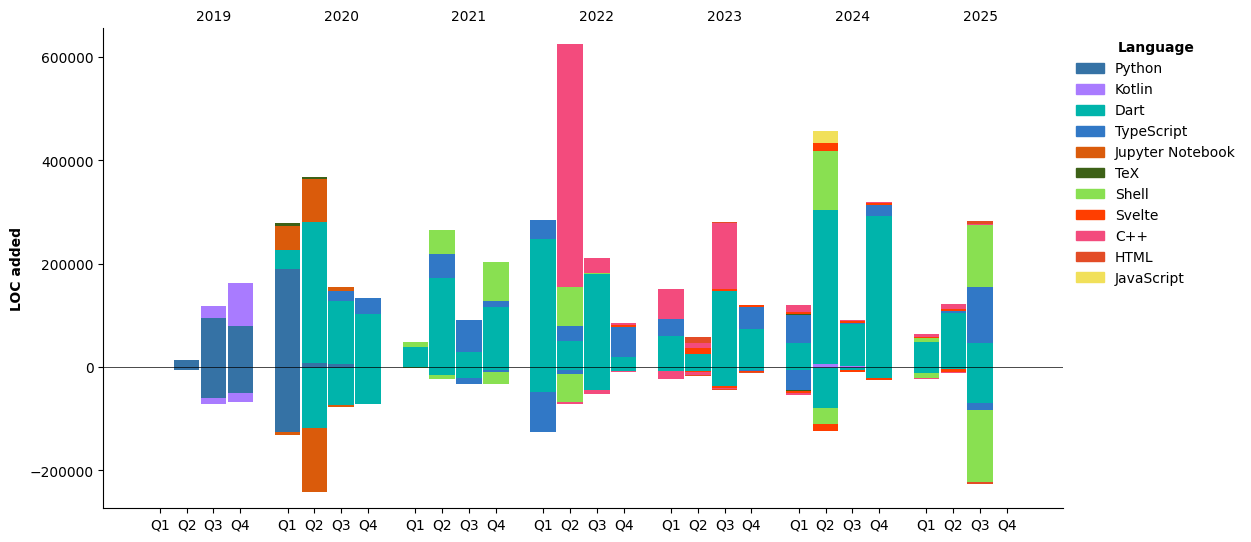 2019 2020 2021 2022 2023 2024 2025
LOC added
600000
400000
200000
0
−200000
Q1 Q2 Q3 Q4 Q1 Q2 Q3 Q4 Q1 Q2 Q3 Q4 Q1 Q2 Q3 Q4 Q1 Q2 Q3 Q4 Q1 Q2 Q3 Q4 Q1 Q2 Q3 Q4
Language
Python
Kotlin
Dart
TypeScript
Jupyter Notebook
TeX
Shell
Svelte
C++
HTML
JavaScript